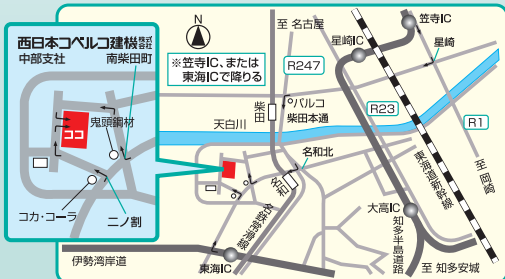 西日本コベルコ建機株式会社
中部支社
南柴田町
鬼頭鋼材
ココ
コカ・コーラ
二ノ割
N
※笠寺IC、または
東海ICで降りる
至 名古屋
R247
笠寺IC
星崎IC
星崎
柴田
パルコ
柴田本通
R23
R1
天白川
名和北
名和
東海道新幹線
至 岡崎
名鉄常滑線
大高IC
知多半島道路
伊勢湾岸道
東海IC
至 知多安城